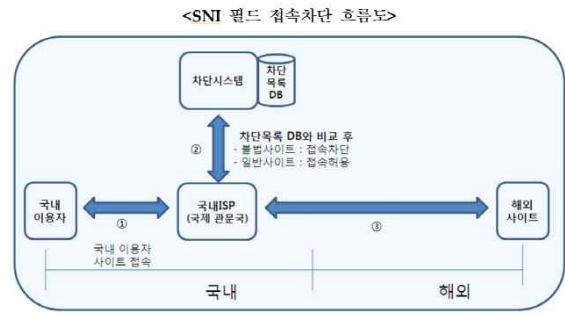 <SNI 필드 접속차단 흐름도>
차단시스템
차단
목록
DB
차단목록 DB와 비교 후
② - 불법사이트 : 접속차단
- 일반사이트 : 접속허용
국내
이용자
①
국내ISP
(국제 관문국)
③
해외
사이트
국내 이용자
사이트 접속
국내
해외